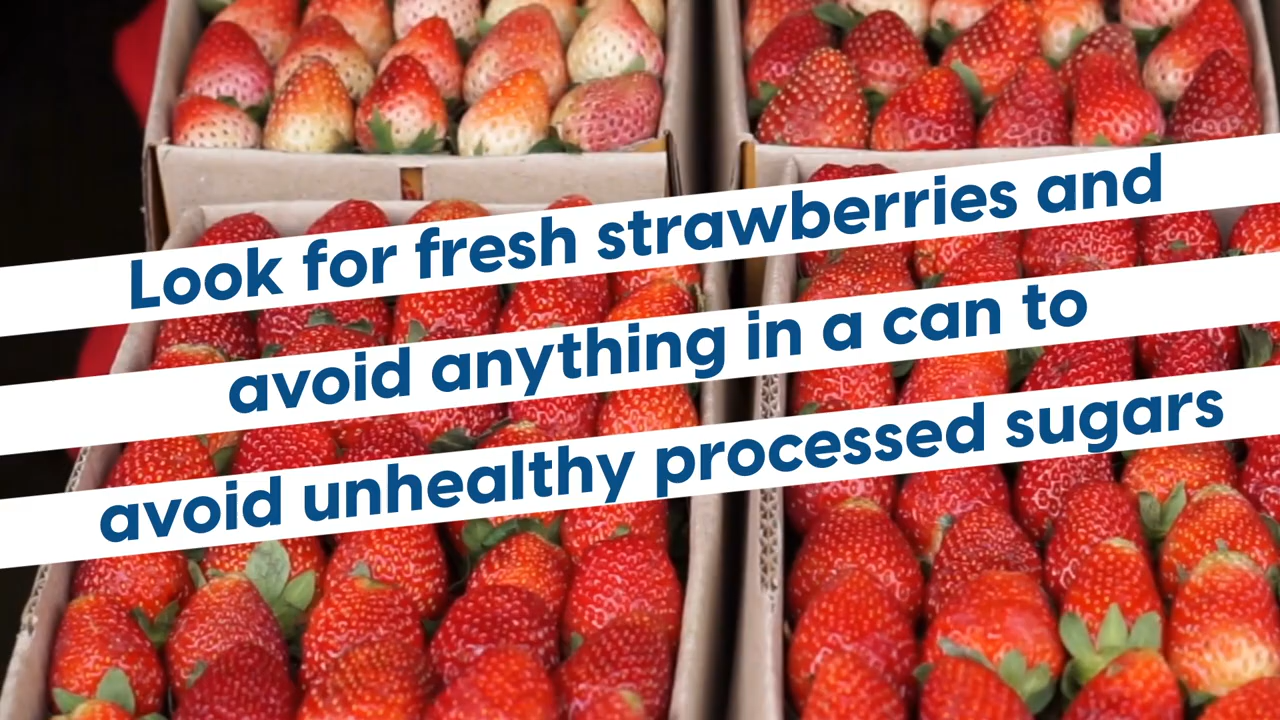 Look for fresh strawberries and
avoid anything in a can to
avoid unhealthy processed sugars